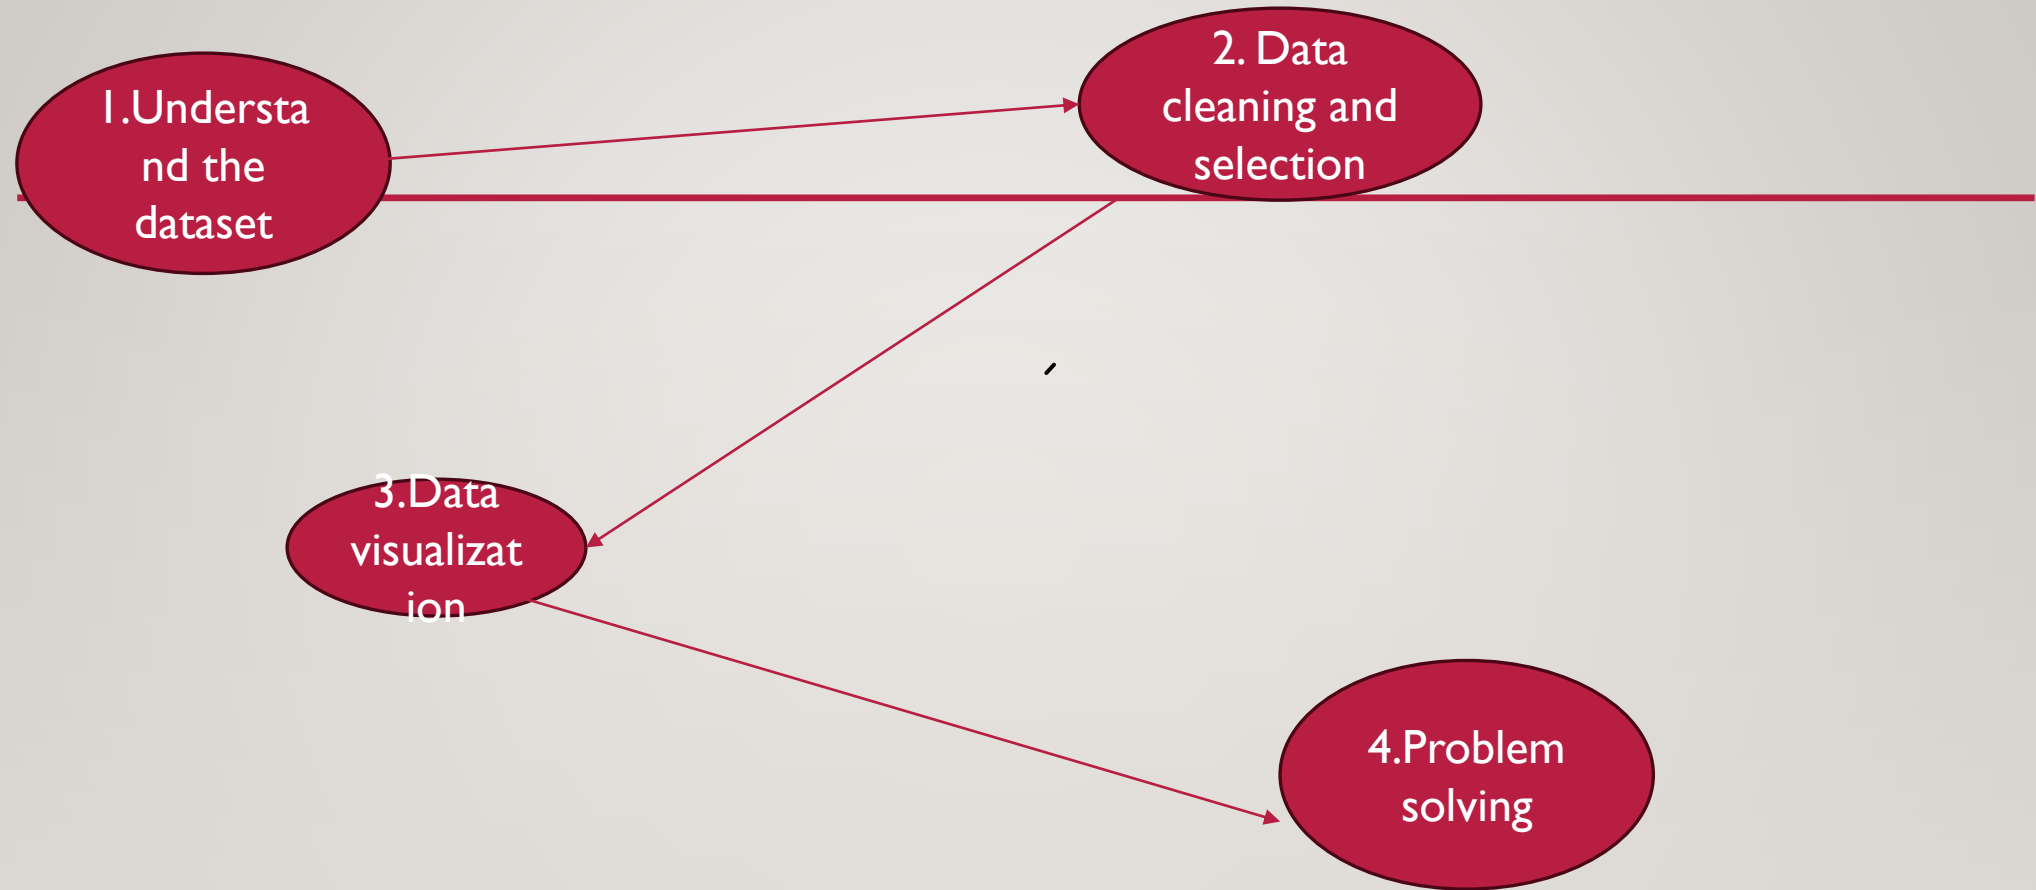 1.Understa
nd the
dataset
2. Data
cleaning and
selection
3.Data
visualizat
ion
4.Problem
solving